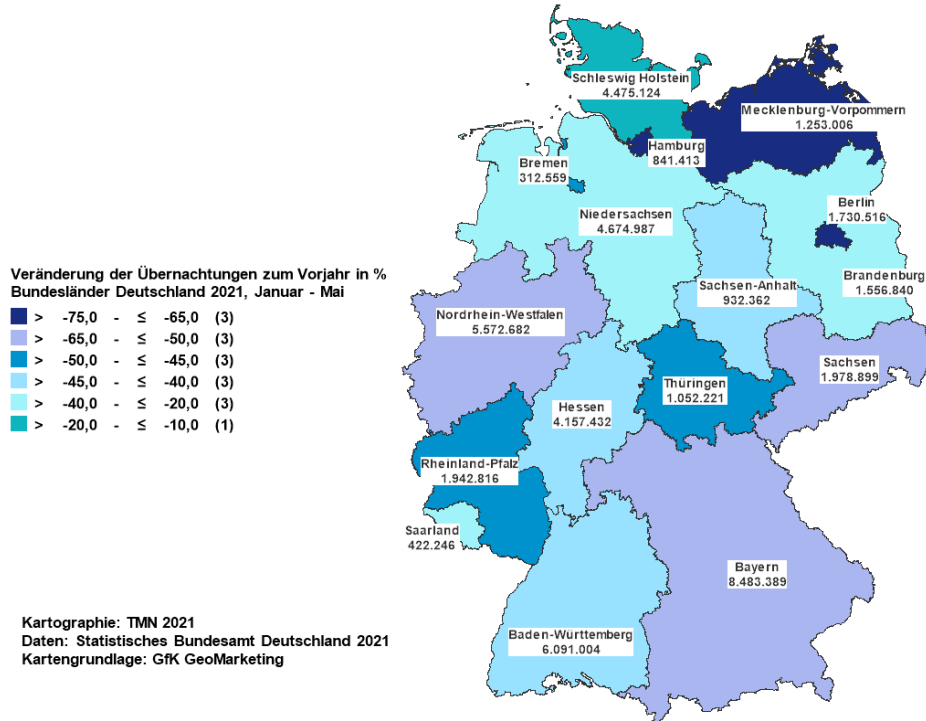 Schleswig Holstein
4.475.124
Mecklenburg-Vorpommern
1.253.006
Hamburg
841.413
Bremen
312.559
Berlin
1.730.516
Niedersachsen
4.674.987
Brandenburg
1.556.840
Sachsen-Anhalt
932.362
Nordrhein-Westfalen
5.572.682
Sachsen
1.978.899
Thüringen
1.052.221
Hessen
4.157.432
Rheinland-Pfalz
1.942.816
Saarland
422.246
Bayern
8.483.389
Baden-Württemberg
6.091.004
Veränderung der Übernachtungen zum Vorjahr in %
Bundesländer Deutschland 2021, Januar - Mai
> -75,0 - ≤ -65,0 (3)
> -65,0 - ≤ -50,0 (3)
> -50,0 - ≤ -45,0 (3)
> -45,0 - ≤ -40,0 (3)
> -40,0 - ≤ -20,0 (3)
> -20,0 - ≤ -10,0 (1)
Kartographie: TMN 2021
Daten: Statistisches Bundesamt Deutschland 2021
Kartengrundlage: GfK GeoMarketing